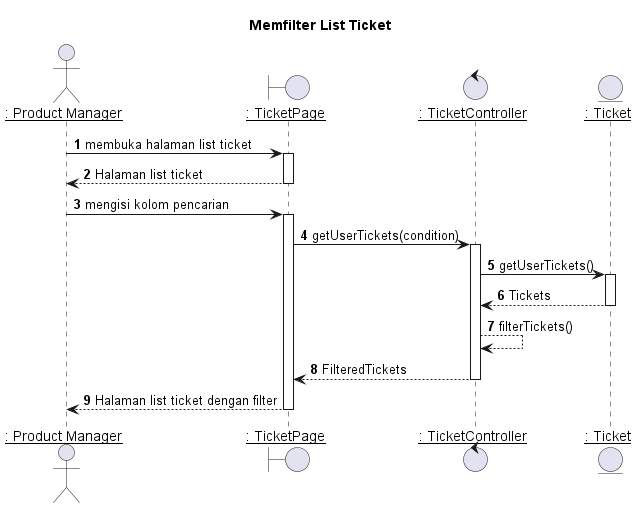 Memfilter List Ticket
: Product Manager
: TicketPage
: TicketController
: Ticket
1 membuka halaman list ticket
2 Halaman list ticket
3 mengisi kolom pencarian
4 getUserTickets(condition)
5 getUserTickets()
6 Tickets
7 filterTickets()
8 FilteredTickets
9 Halaman list ticket dengan filter
: Product Manager
: TicketPage
: TicketController
: Ticket